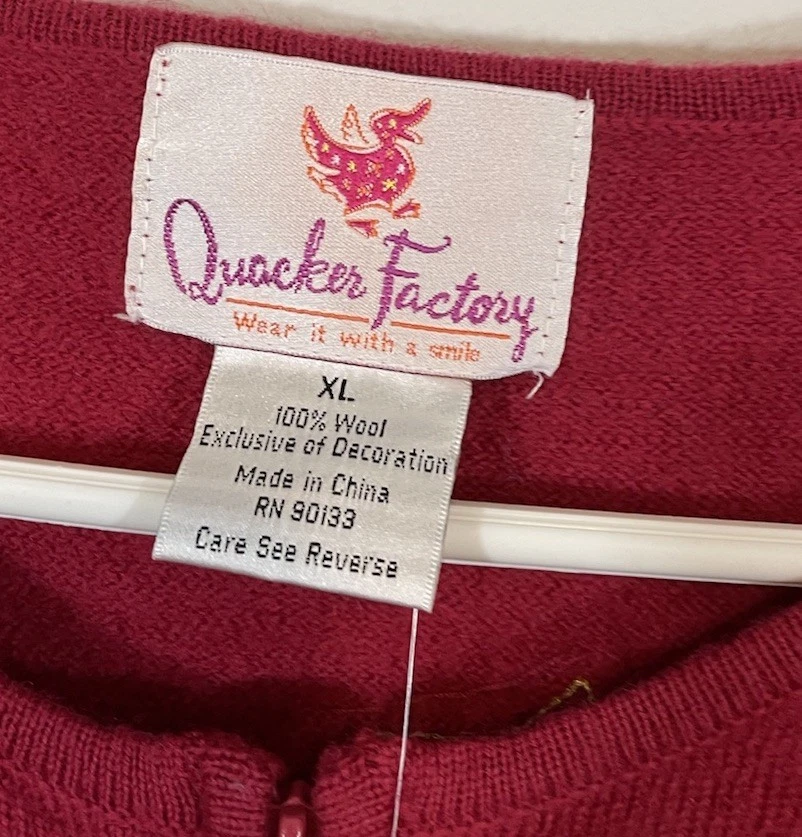 Quacker Factory
Wear it with a smile
XL
100% Wool
Exclusive of Decoration
Made in China
RN 90133
Care See Reverse